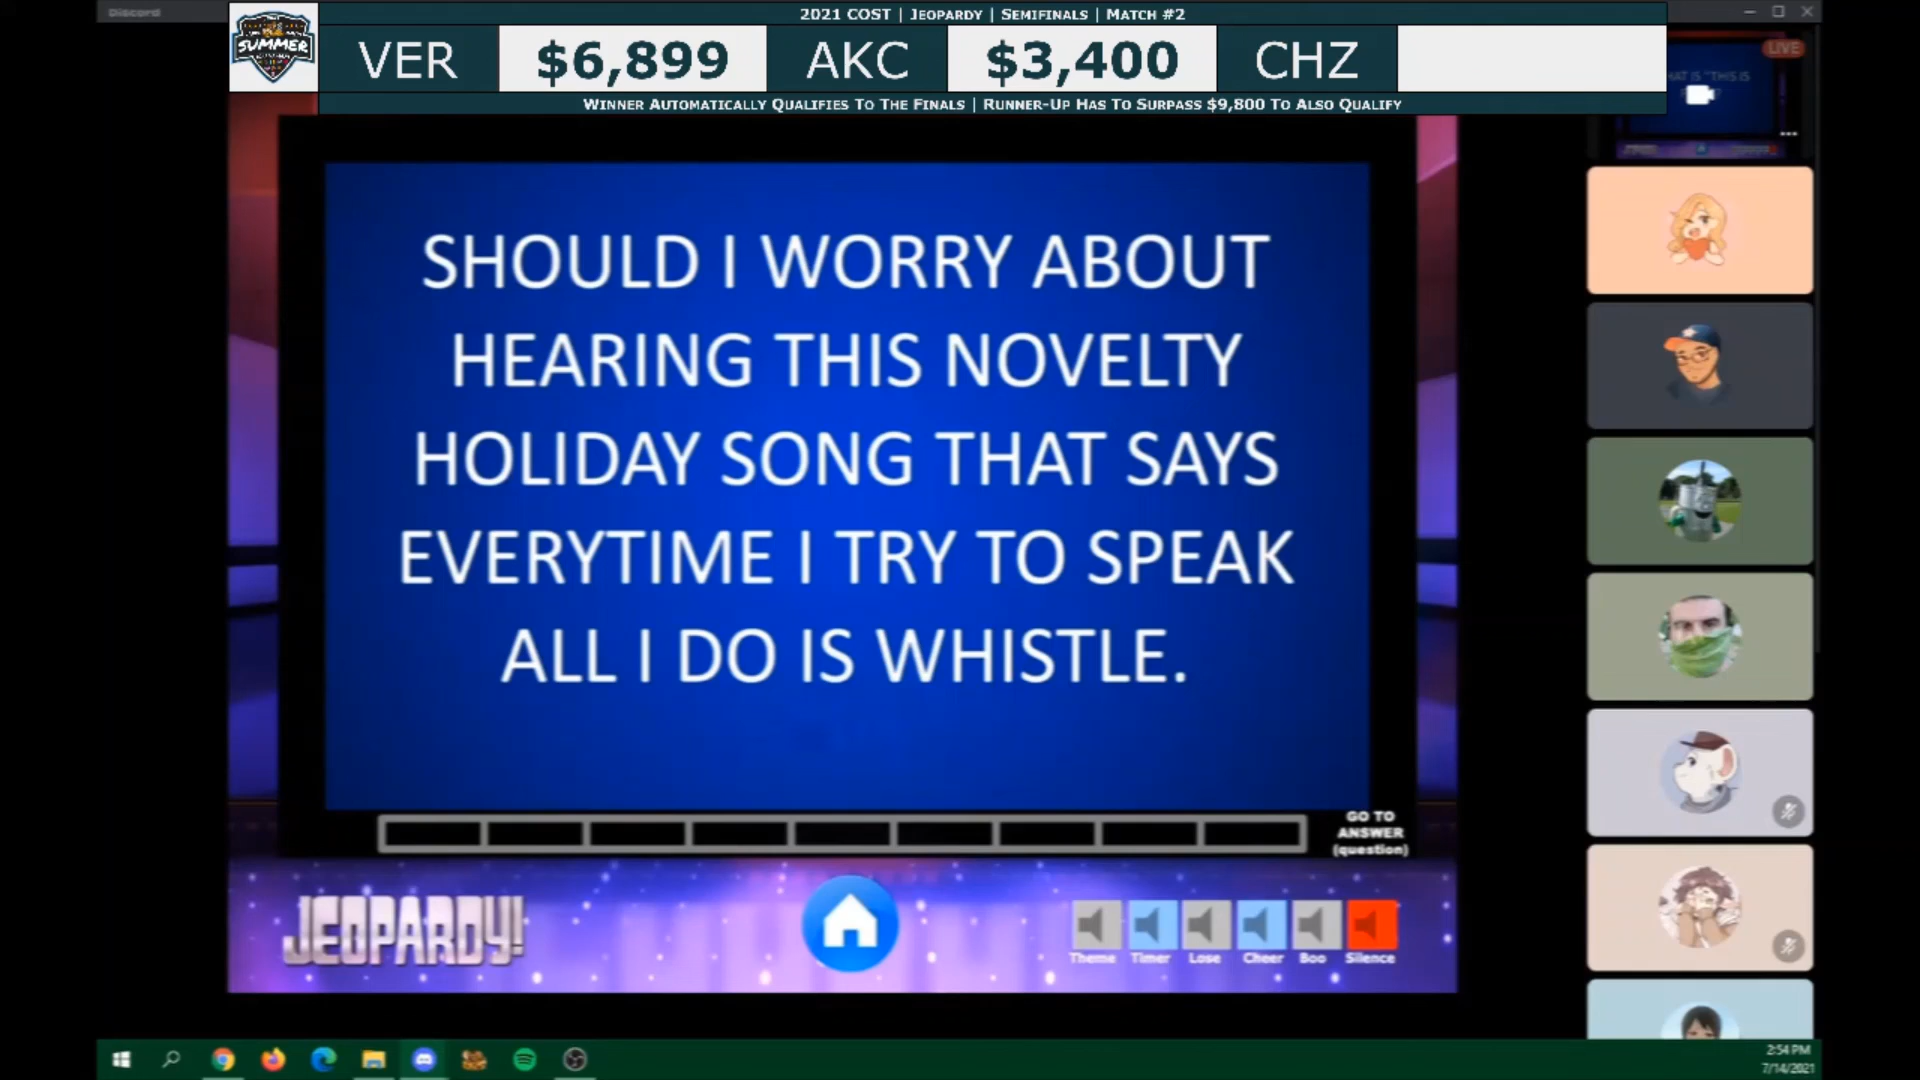 Discord
2021 COST | JEOPARDY | SEMIFINALS | MATCH #2
SUMMER
VER $6,899 AKC $3,400 CHZ
WINNER AUTOMATICALLY QUALIFIES TO THE FINALS | RUNNER-UP HAS TO SURPASS $9,800 TO ALSO QUALIFY
LIVE
SHOULD I WORRY ABOUT
HEARING THIS NOVELTY
HOLIDAY SONG THAT SAYS
EVERYTIME I TRY TO SPEAK
ALL I DO IS WHISTLE.
GO TO
ANSWER
(question)
JEOPARDY!
Theme Timer Lose Cheer Boo Silence
2:54 PM
7/14/2021